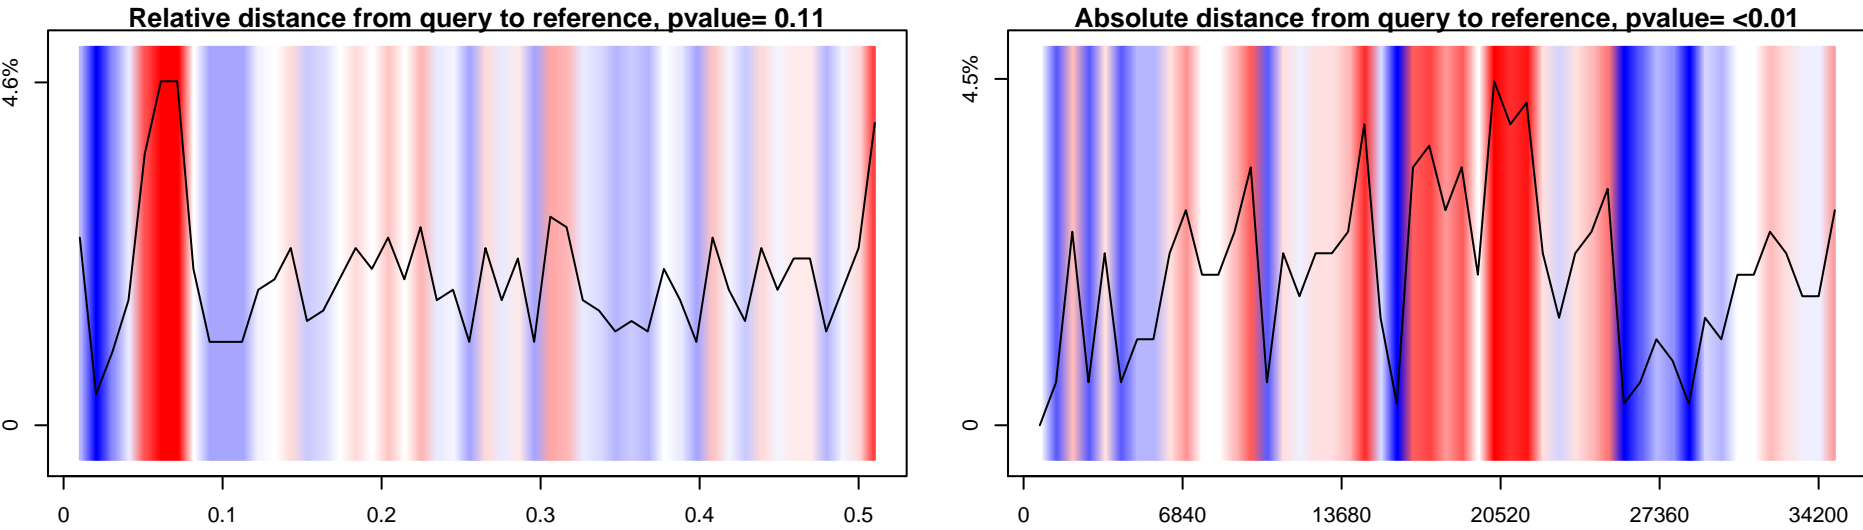 Relative distance from query to reference, pvalue= 0.11
4.6%
0
0 0.1 0.2 0.3 0.4 0.5
Absolute distance from query to reference, pvalue= <0.01
4.5%
0
0 6840 13680 20520 27360 34200